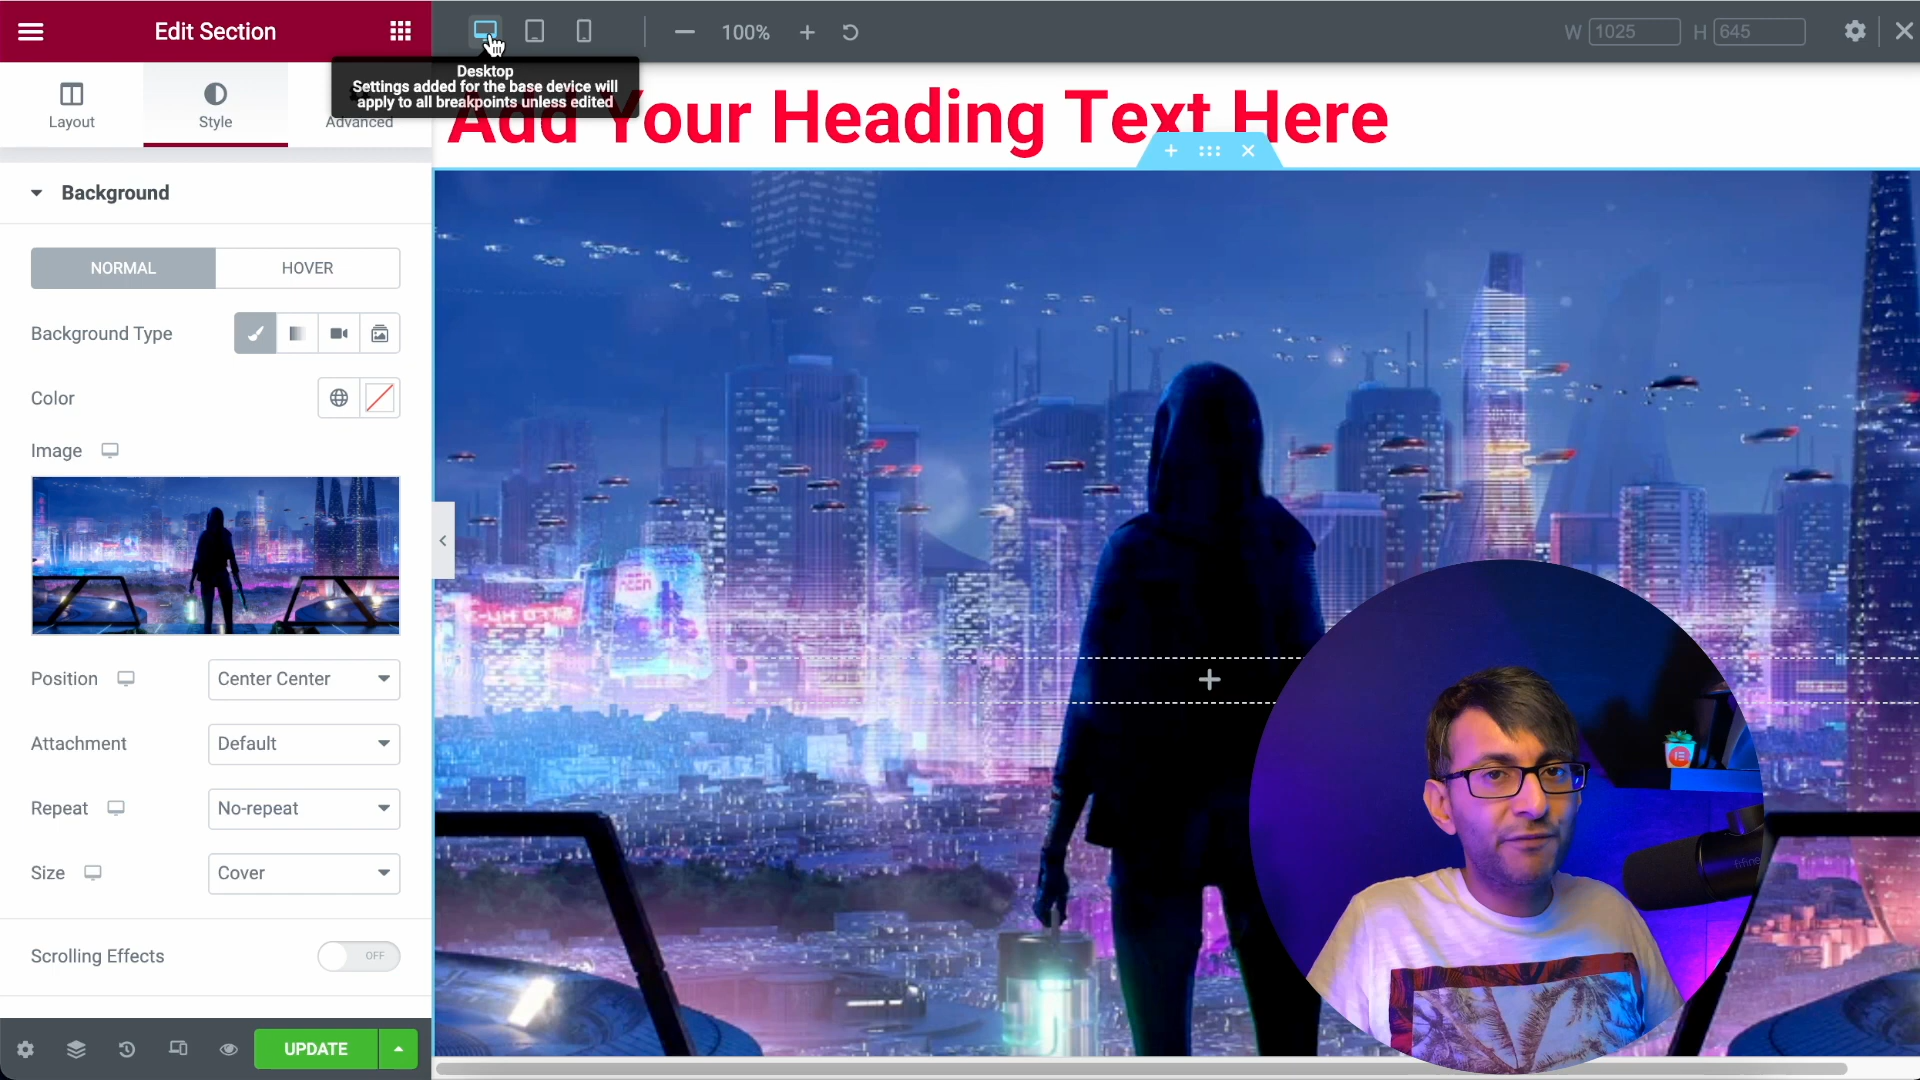 Edit Section
100%
W 1025 H 645
Desktop
Settings added for the base device will
apply to all breakpoints unless edited
Layout
Style
Advanced
Add Your Heading Text Here
Background
NORMAL
HOVER
Background Type
Color
Image
Position
Center Center
Attachment
Default
Repeat
No-repeat
Size
Cover
Scrolling Effects
OFF
UPDATE
fifine